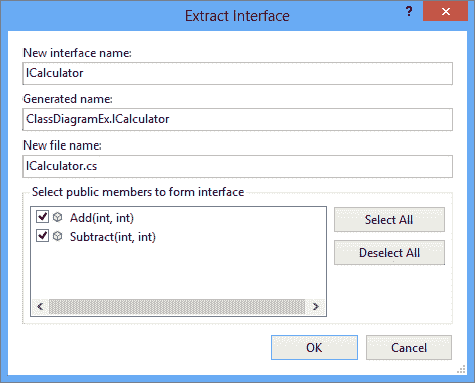 Extract Interface
?
New interface name:
ICalculator
Generated name:
ClassDiagramEx.ICalculator
New file name:
ICalculator.cs
Select public members to form interface
Add(int, int)
Subtract(int, int)
Select All
Deselect All
OK
Cancel